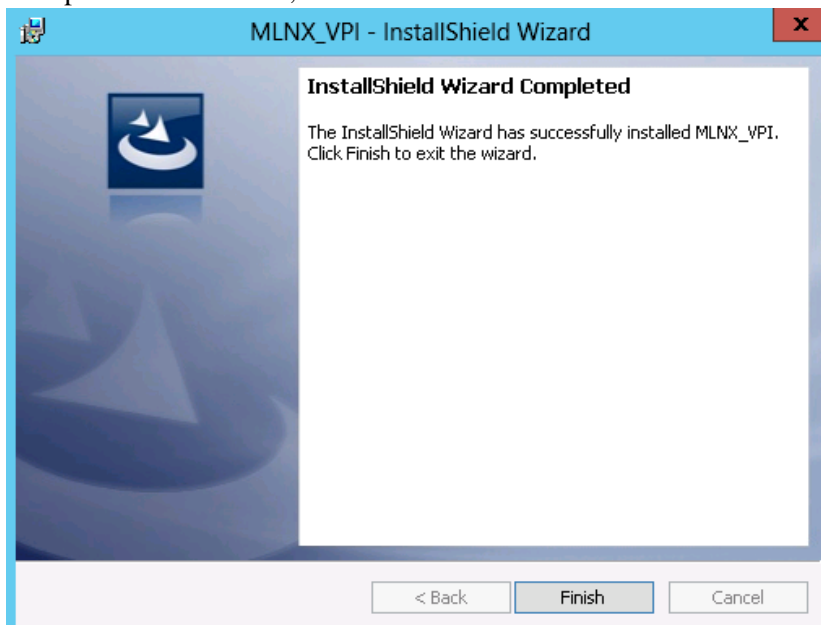 MLNX_VPI - InstallShield Wizard
x
InstallShield Wizard Completed
The InstallShield Wizard has successfully installed MLNX_VPI.
Click Finish to exit the wizard.
< Back
Finish
Cancel